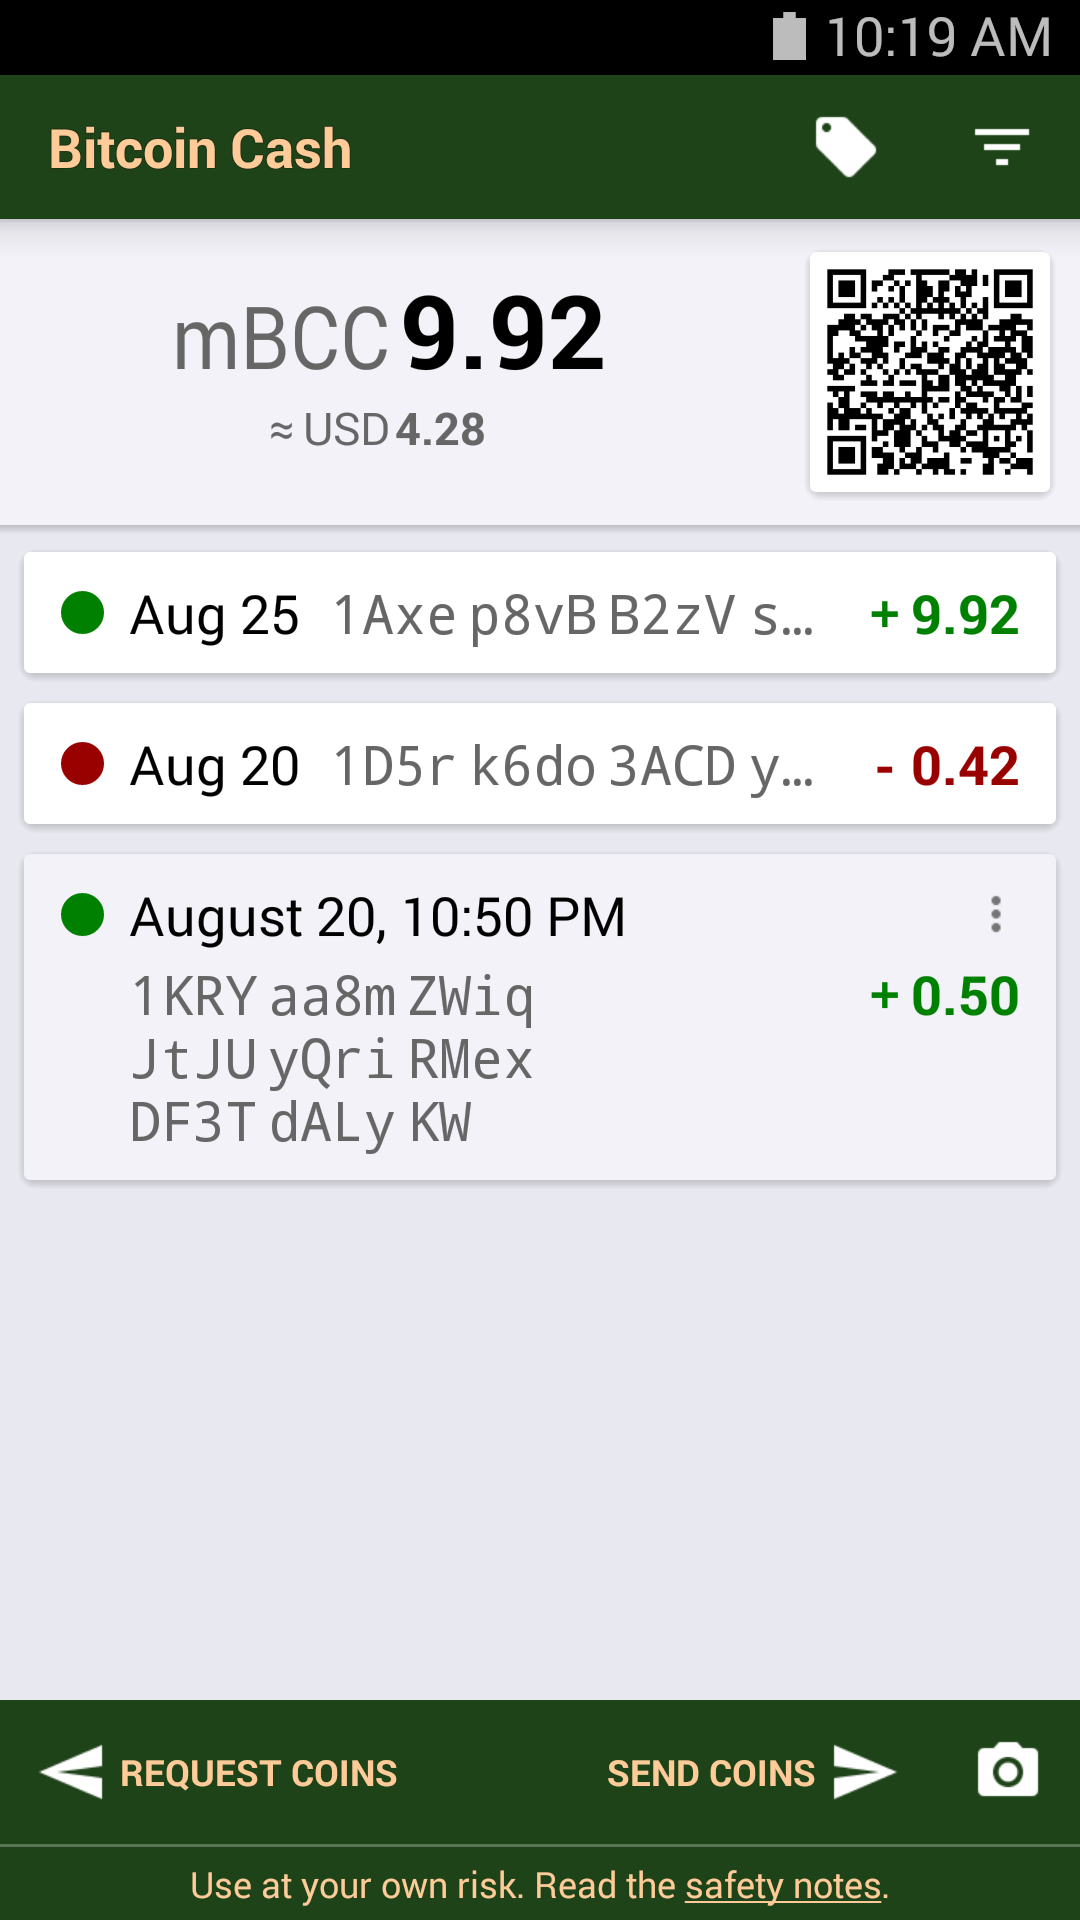 10:19 AM
Bitcoin Cash
mBCC 9.92
≈ USD 4.28
Aug 25 1Axe p8vB B2zV s… + 9.92
Aug 20 1D5r k6do 3ACD y… - 0.42
August 20, 10:50 PM
1KRY aa8m ZWiq + 0.50
JtJU yQri RMex
DF3T dALy KW
REQUEST COINS SEND COINS
Use at your own risk. Read the safety notes.